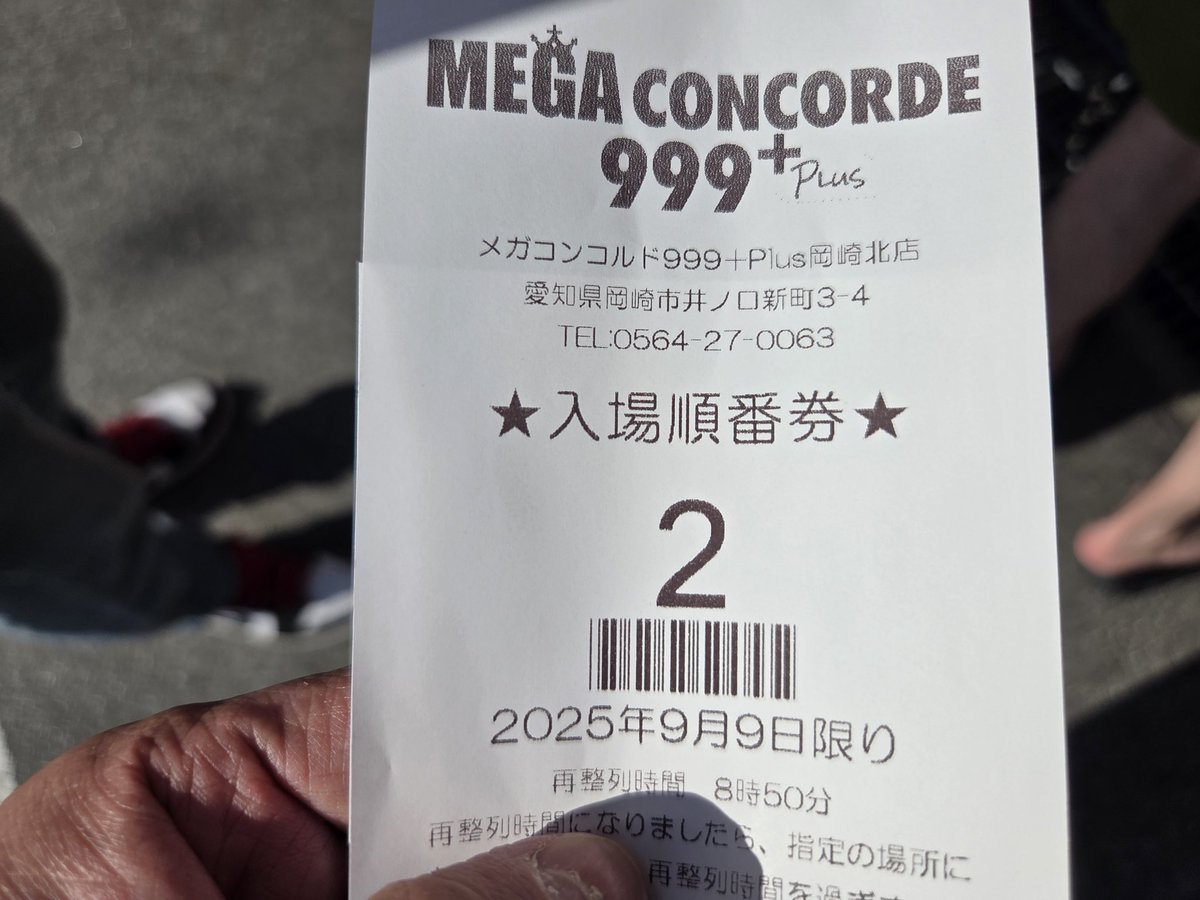 MEGA CONCORDE
999+Plus
メガコンコルド999+Plus岡崎北店
愛知県岡崎市井ノ口新町3-4
TEL:0564-27-0063
★入場順番券★
2
2025年9月9日限り
再整列時間 8時50分
再整列時間になりましたら、指定の場所に
再整列時間を過ぎ